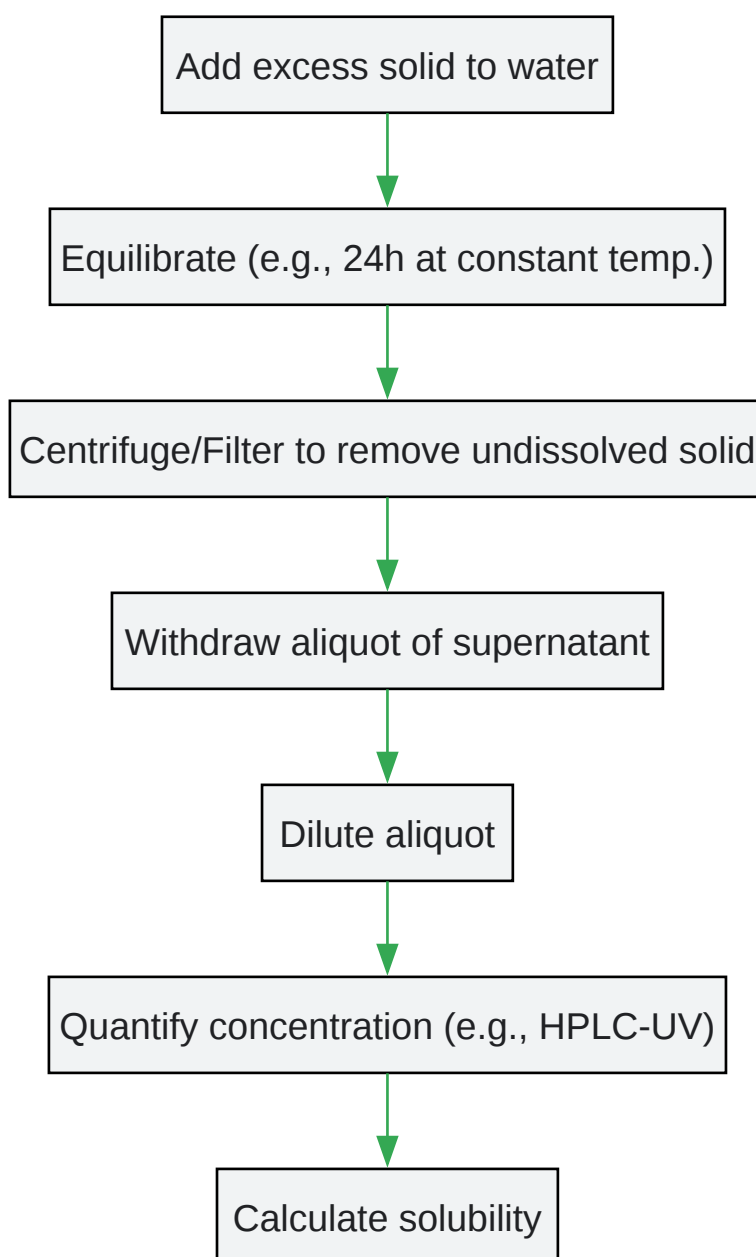 Add excess solid to water
Equilibrate (e.g., 24h at constant temp.)
Centrifuge/Filter to remove undissolved solid
Withdraw aliquot of supernatant
Dilute aliquot
Quantify concentration (e.g., HPLC-UV)
Calculate solubility